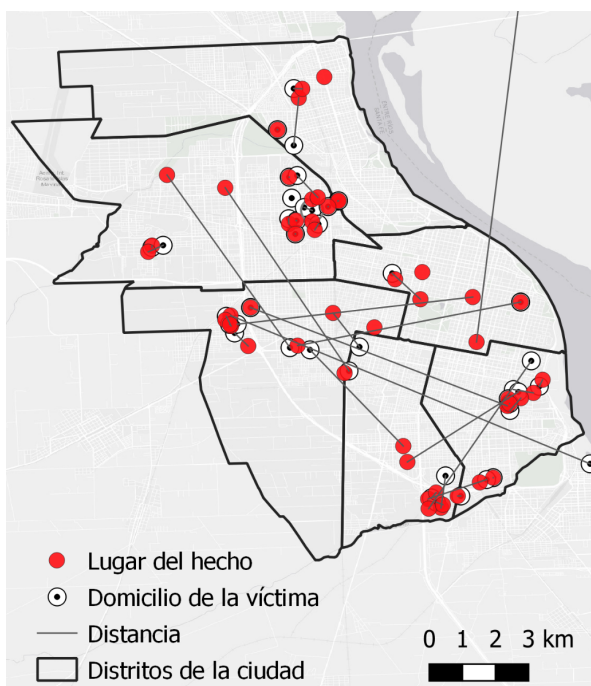 Lugar del hecho
Domicilio de la víctima
Distancia
Distritos de la ciudad
0 1 2 3 km